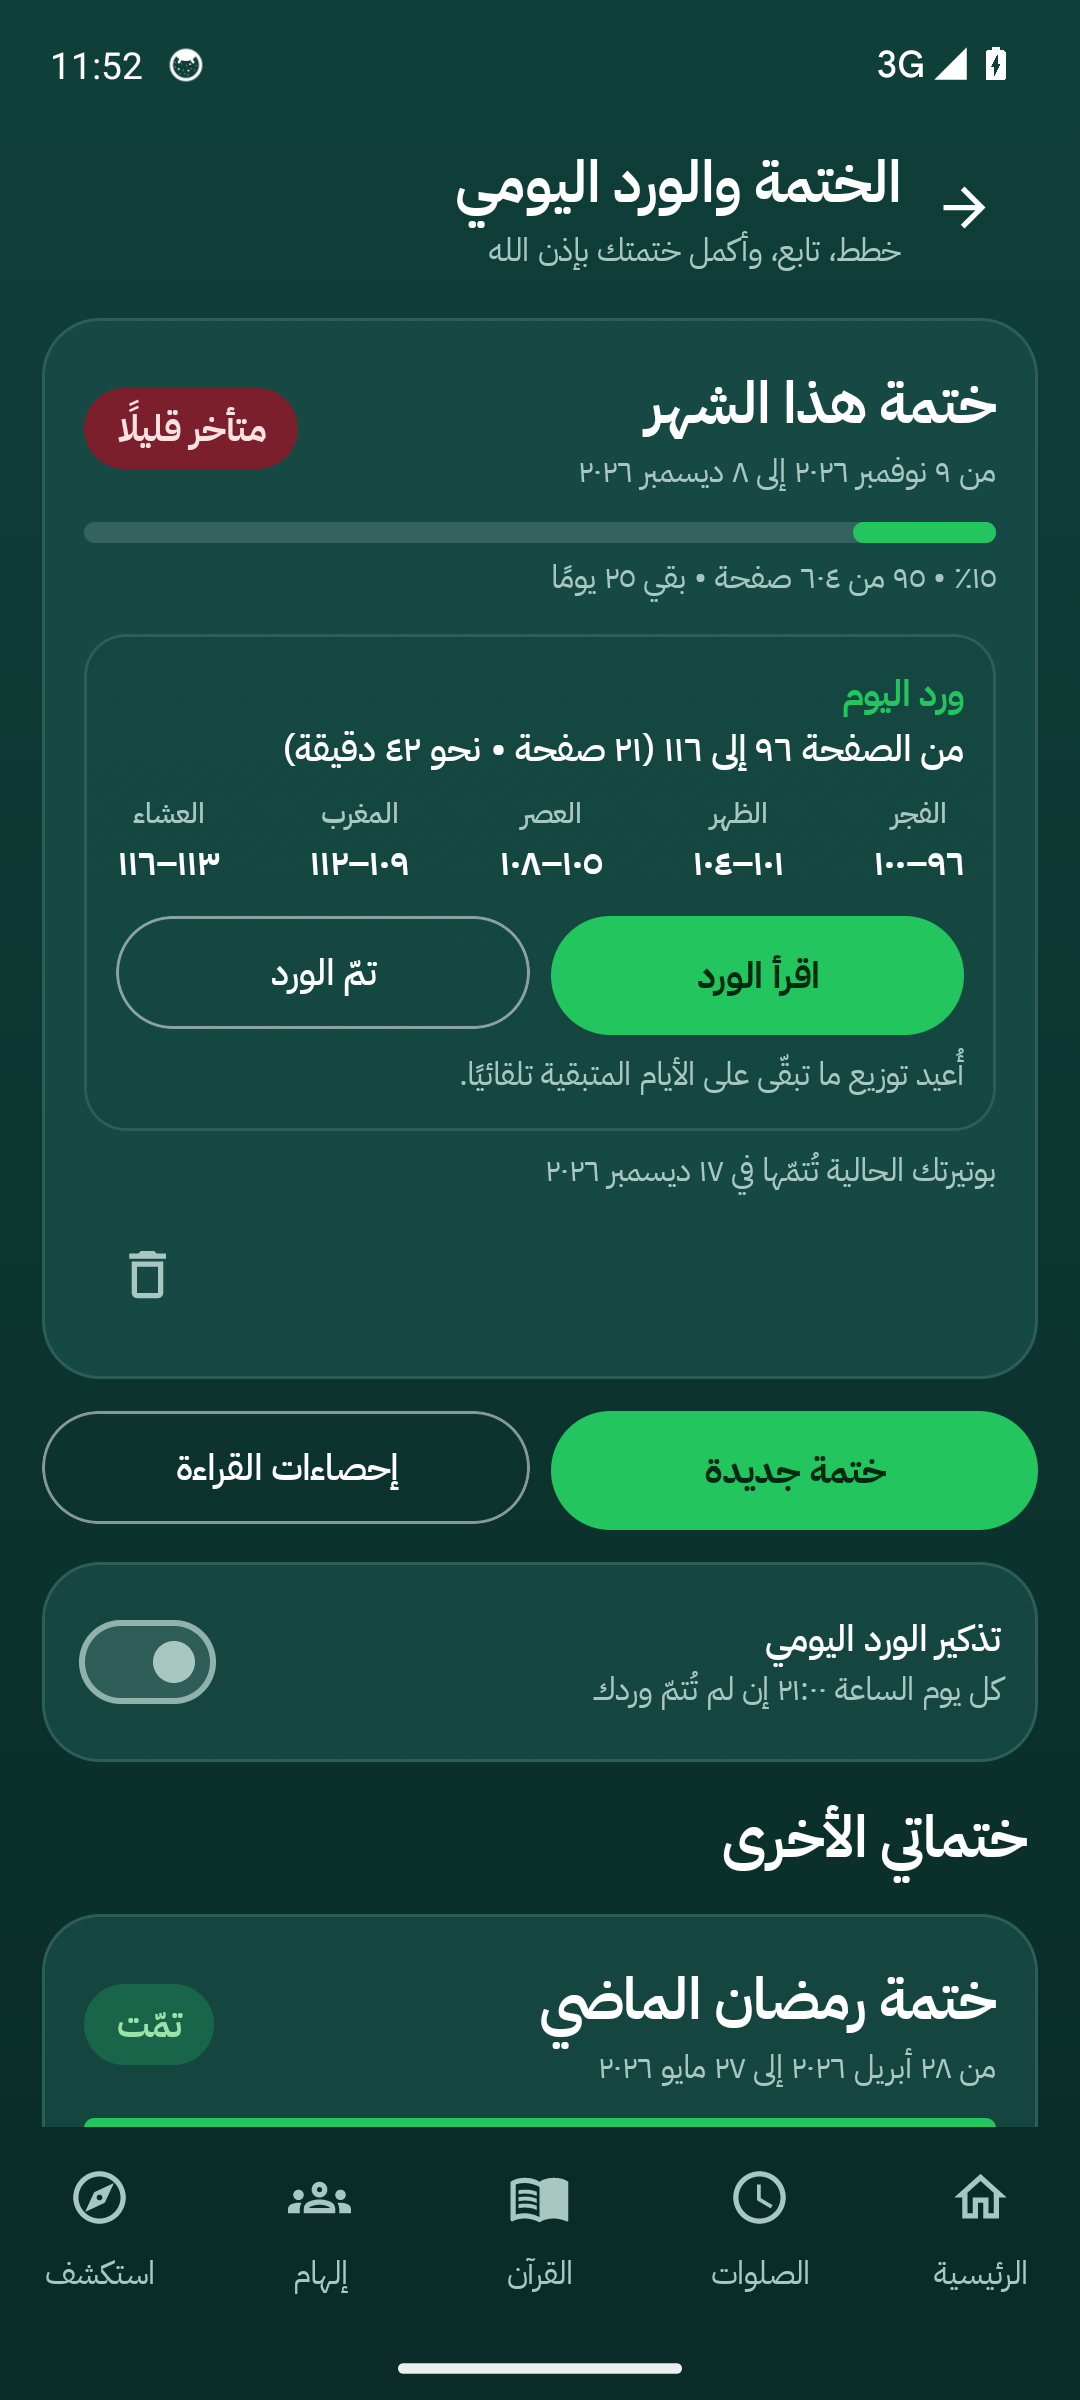 11:52
3G
الختمة والورد اليومي
خطط، تابع، وأكمل ختمتك بإذن الله
ختمة هذا الشهر
متأخر قليلًا
من ٩ نوفمبر ٢٠٢٦ إلى ٨ ديسمبر ٢٠٢٦
٪١٥ • ٩٥ من ٦٠٤ صفحة • بقي ٢٥ يومًا
ورد اليوم
من الصفحة ٩٦ إلى ١١٦ (٢١ صفحة • نحو ٤٢ دقيقة)
الفجر الظهر العصر المغرب العشاء
٩٦–١٠٠ ١٠١–١٠٤ ١٠٥–١٠٨ ١٠٩–١١٢ ١١٣–١١٦
اقرأ الورد
تمّ الورد
أُعيد توزيع ما تبقّى على الأيام المتبقية تلقائيًا.
بوتيرتك الحالية تُتمّها في ١٧ ديسمبر ٢٠٢٦
ختمة جديدة
إحصاءات القراءة
تذكير الورد اليومي
كل يوم الساعة ٢١:٠٠ إن لم تُتمّ وردك
ختماتي الأخرى
ختمة رمضان الماضي
تمّت
من ٢٨ أبريل ٢٠٢٦ إلى ٢٧ مايو ٢٠٢٦
الرئيسية الصلوات القرآن إلهام استكشف